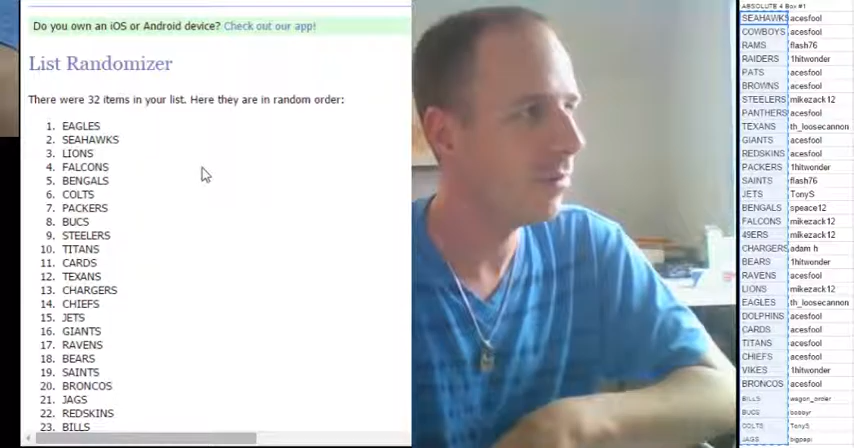 Do you own an iOS or Android device? Check out our app!
List Randomizer
There were 32 items in your list. Here they are in random order:
1. EAGLES
2. SEAHAWKS
3. LIONS
4. FALCONS
5. BENGALS
6. COLTS
7. PACKERS
8. BUCS
9. STEELERS
10. TITANS
11. CARDS
12. TEXANS
13. CHARGERS
14. CHIEFS
15. JETS
16. GIANTS
17. RAVENS
18. BEARS
19. SAINTS
20. BRONCOS
21. JAGS
22. REDSKINS
23. BILLS
ABSOLUTE 4 Box #1
SEAHAWKS acesfool
COWBOYS acesfool
RAMS flash76
RAIDERS 1hitwonder
PATS acesfool
BROWNS acesfool
STEELERS mikezack12
PANTHERS acesfool
TEXANS th_loosecannon
GIANTS acesfool
REDSKINS acesfool
PACKERS 1hitwonder
SAINTS flash76
JETS TonyS
BENGALS speace12
FALCONS mikezack12
49ERS mikezack12
CHARGERS adam h
BEARS 1hitwonder
RAVENS acesfool
LIONS mikezack12
EAGLES th_loosecannon
DOLPHINS acesfool
CARDS acesfool
TITANS acesfool
CHIEFS acesfool
VIKES 1hitwonder
BRONCOS acesfool
BILLS wagon_order
BUCS
COLTS TonyS
JAGS